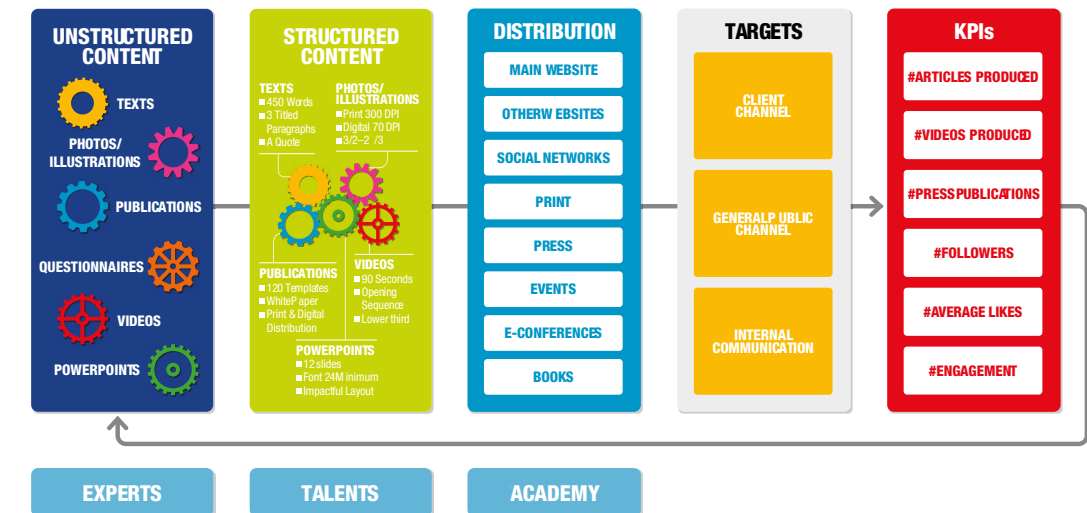 UNSTRUCTURED
CONTENT
TEXTS
PHOTOS/
ILLUSTRATIONS
PUBLICATIONS
QUESTIONNAIRES
VIDEOS
POWERPOINTS
STRUCTURED
CONTENT
TEXTS
■450 Words
■3 Titled
Paragraphs
■A Quote
PHOTOS/
ILLUSTRATIONS
■Print 300 DPI
■Digital 70 DPI
■3/2–2 /3
PUBLICATIONS
■120 Templates
■WhiteP aper
■Print & Digital
Distribution
VIDEOS
■90 Seconds
■Opening
Sequence
■Lower third
POWERPOINTS
■12 slides
■Font 24M inimum
■Impactful Layout
DISTRIBUTION
MAIN WEBSITE
OTHERW EBSITES
SOCIAL NETWORKS
PRINT
PRESS
EVENTS
E-CONFERENCES
BOOKS
TARGETS
CLIENT
CHANNEL
GENERALP UBLIC
CHANNEL
INTERNAL
COMMUNICATION
KPIs
#ARTICLES PRODUCED
#VIDEOS PRODUCED
#PRESS PUBLICATIONS
#FOLLOWERS
#AVERAGE LIKES
#ENGAGEMENT
EXPERTS
TALENTS
ACADEMY